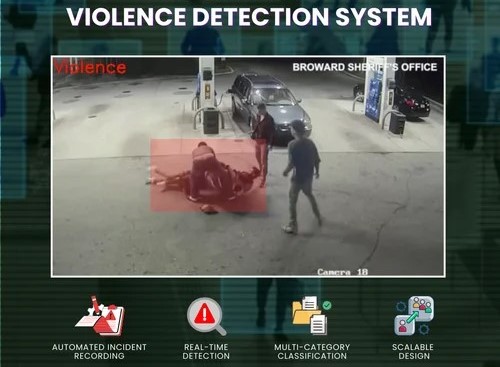 VIOLENCE DETECTION SYSTEM
Violence
BROWARD SHERIFF'S OFFICE
Camera 18
AUTOMATED INCIDENT
RECORDING
REAL-TIME
DETECTION
MULTI-CATEGORY
CLASSIFICATION
SCALABLE
DESIGN